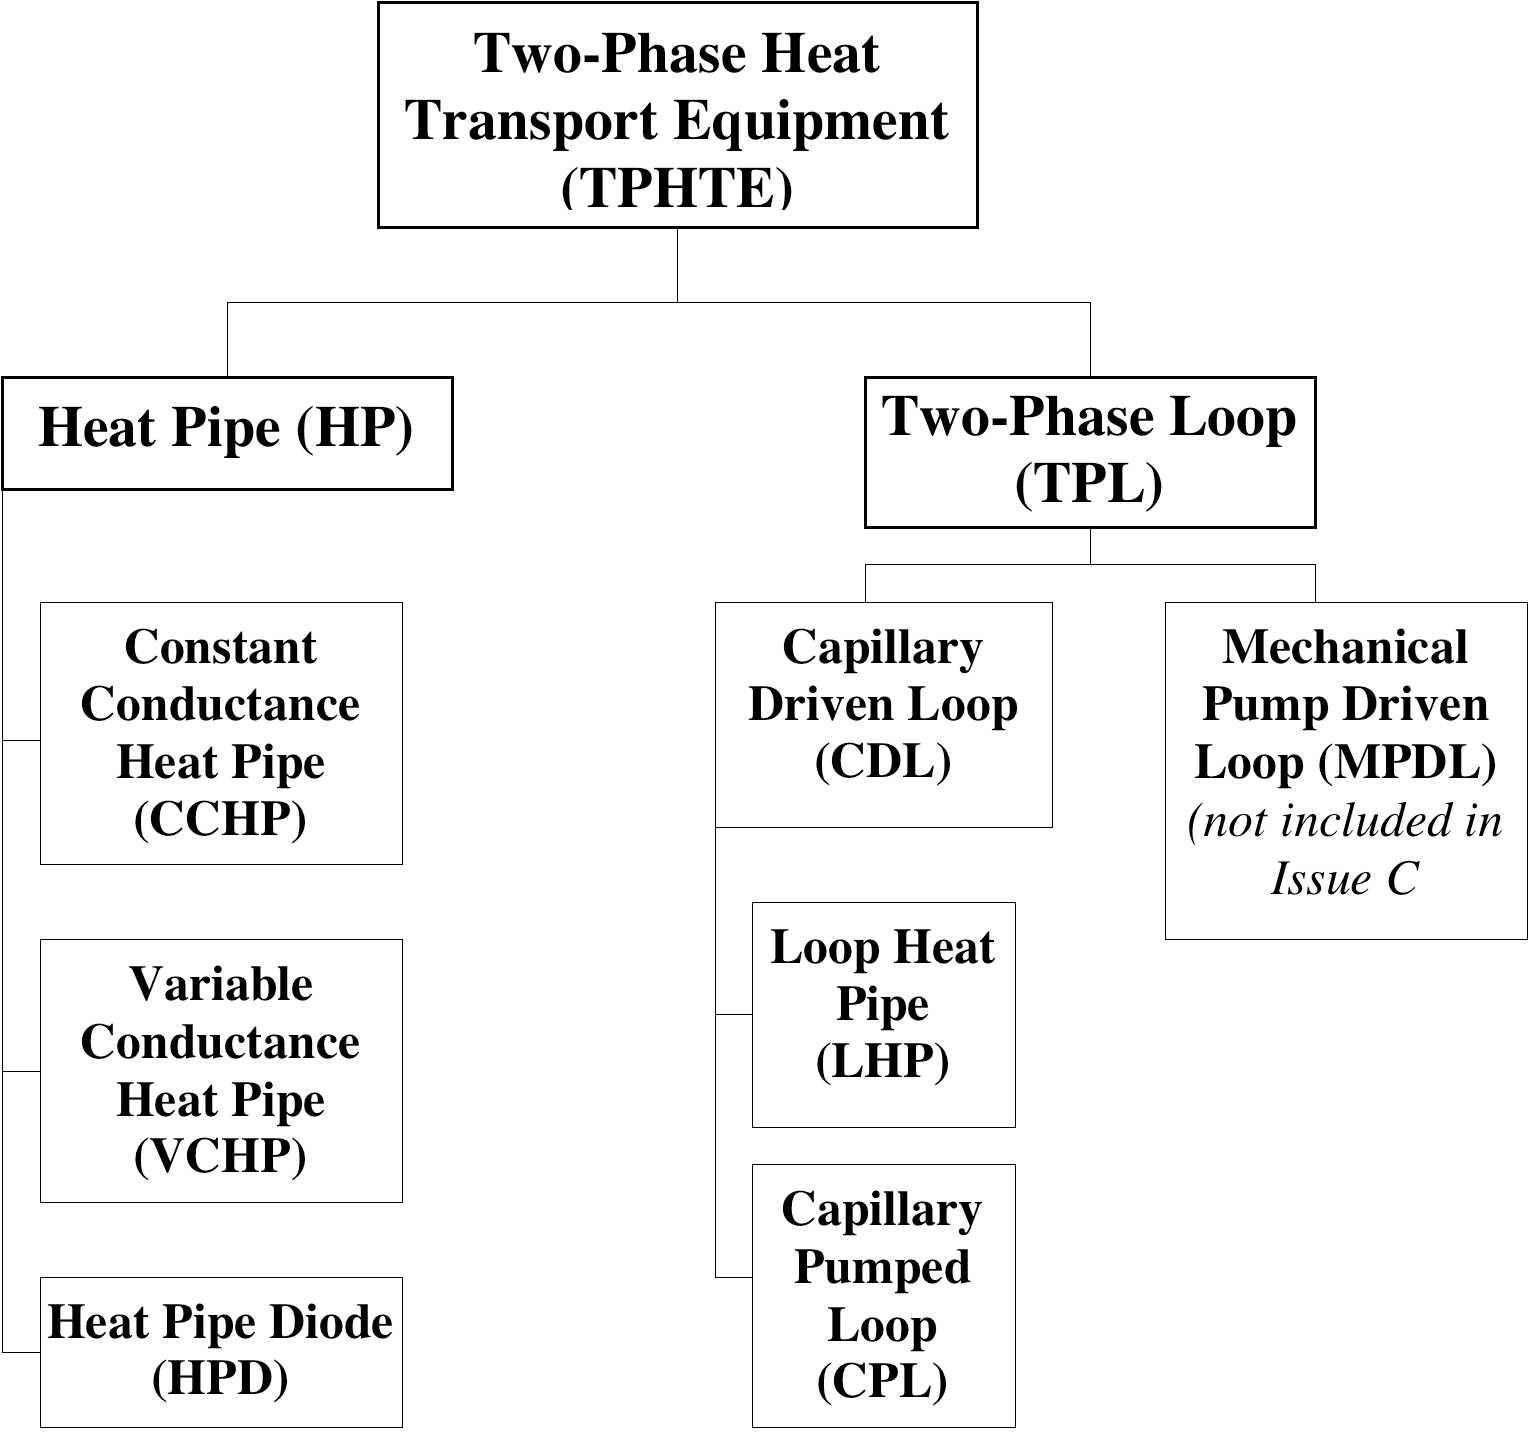 Two-Phase Heat
Transport Equipment
(TPHTE)
Heat Pipe (HP)
Two-Phase Loop
(TPL)
Constant
Conductance
Heat Pipe
(CCHP)
Variable
Conductance
Heat Pipe
(VCHP)
Heat Pipe Diode
(HPD)
Capillary
Driven Loop
(CDL)
Loop Heat
Pipe
(LHP)
Capillary
Pumped
Loop
(CPL)
Mechanical
Pump Driven
Loop (MPDL)
(not included in
Issue C